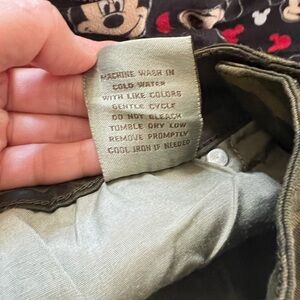 MACHINE WASH IN
COLD WATER
WITH LIKE COLORS
GENTLE CYCLE
DO NOT BLEACH
TUMBLE DRY LOW
REMOVE PROMPTLY
COOL IRON IF NEEDED